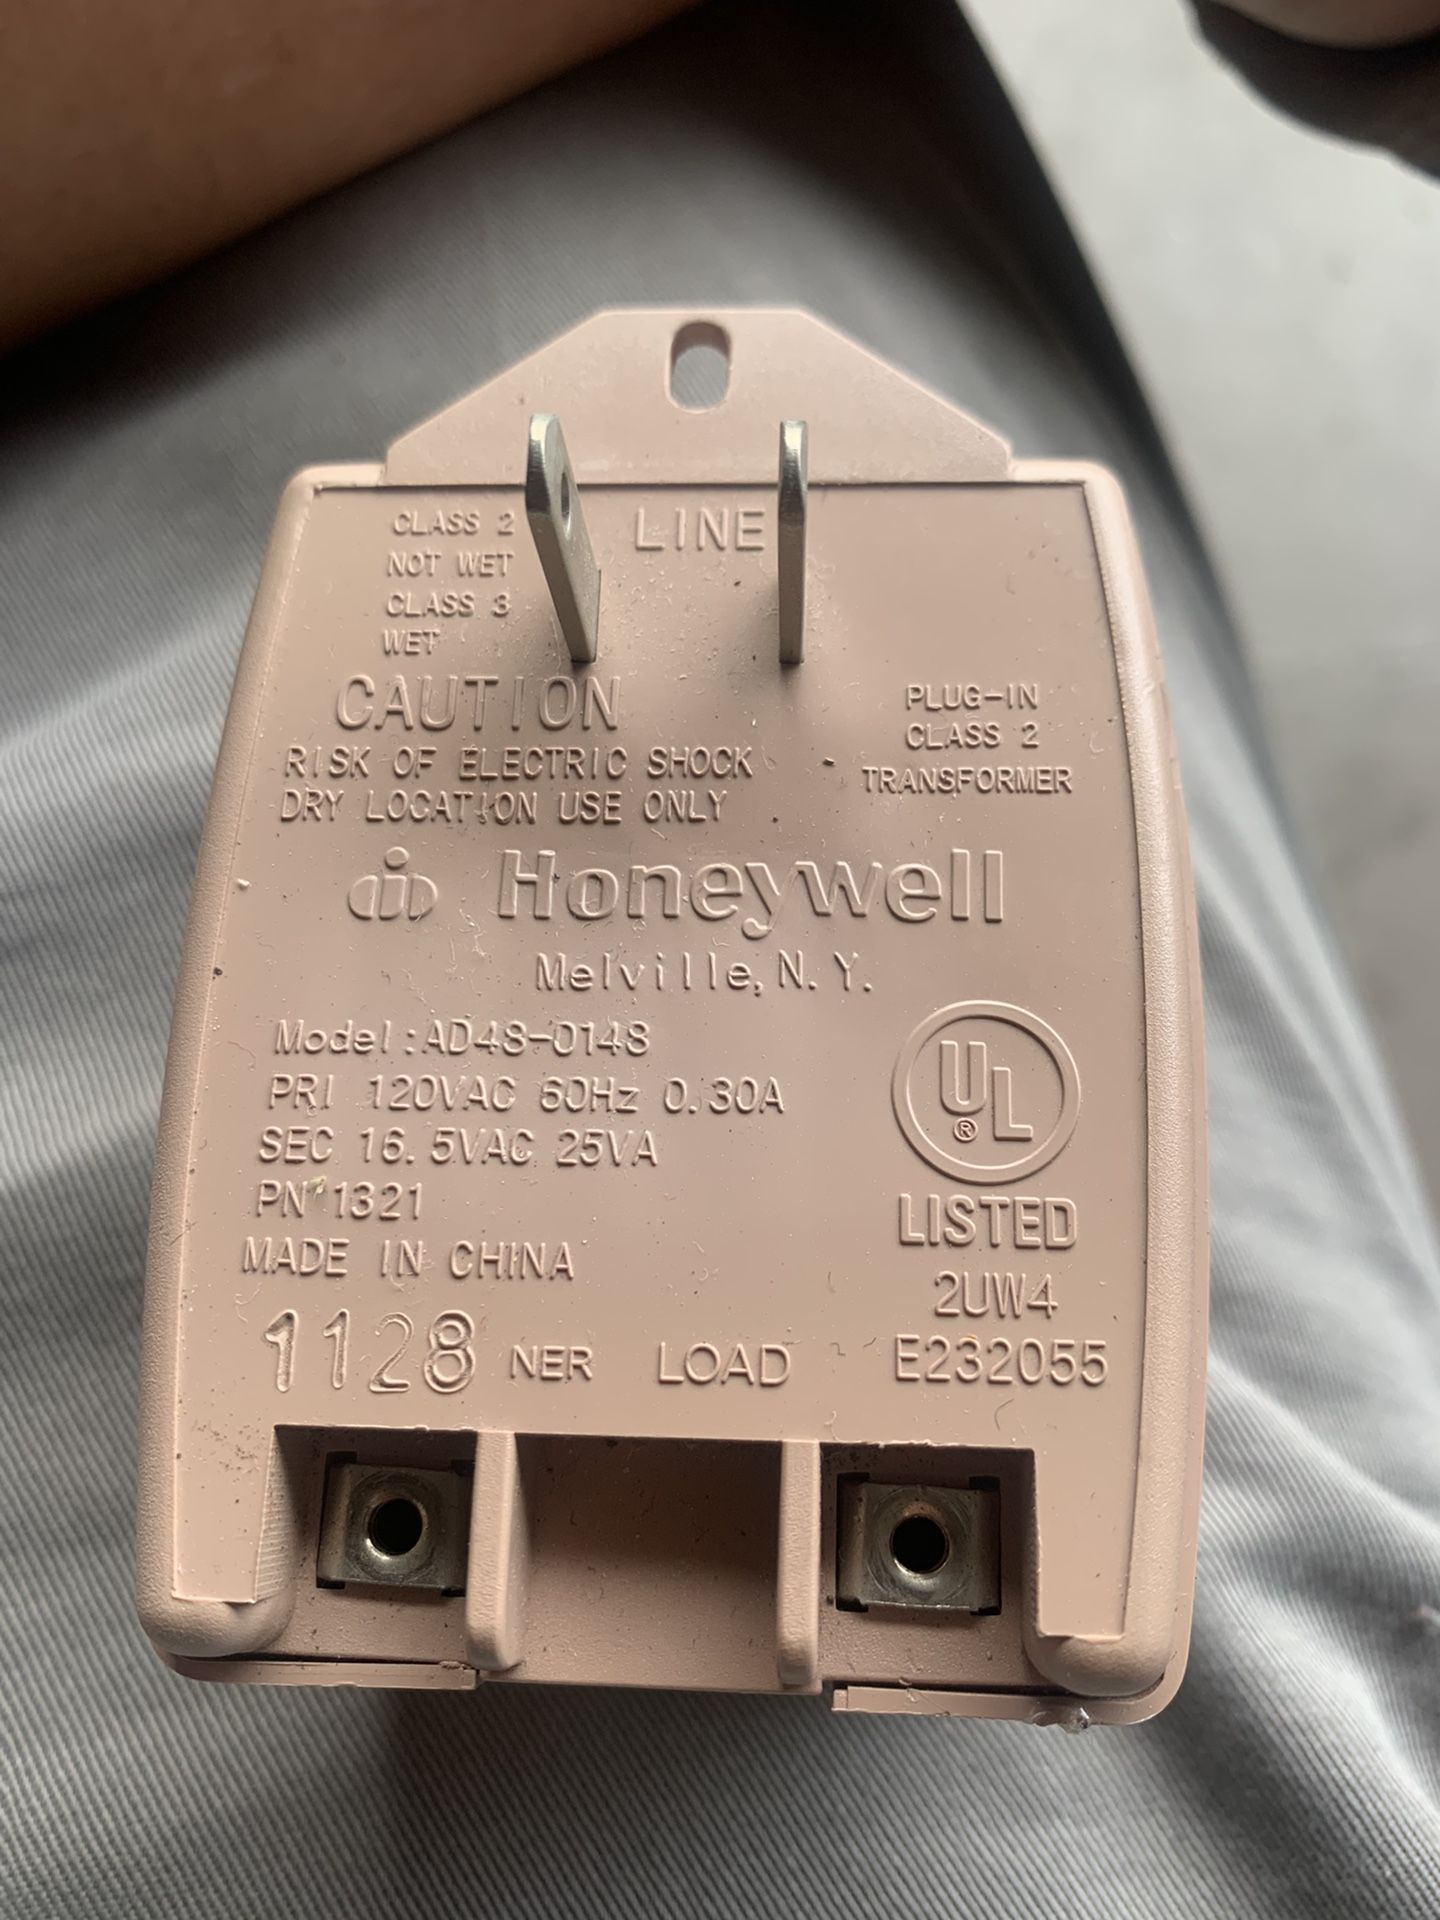 CLASS 2
NOT WET
CLASS 3
WET
LINE
CAUTION
RISK OF ELECTRIC SHOCK
DRY LOCATION USE ONLY
PLUG-IN
CLASS 2
TRANSFORMER
Honeywell
Melville, N.Y.
Model:AD48-0148
PRI 120VAC 60Hz 0.30A
SEC 16.5VAC 25VA
PN 1321
MADE IN CHINA
UL
®
LISTED
2UW4
E232055
1128 NER LOAD